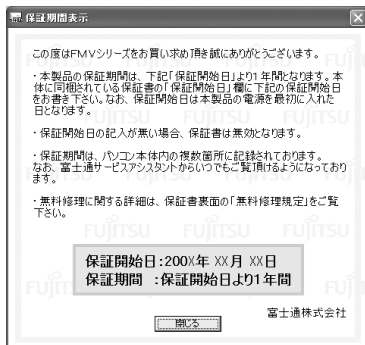 保証期間表示
この度はFMVシリーズをお買い求め頂き誠にありがとうございます。
・本製品の保証期間は、下記「保証開始日」より1年間となります。本
体に同梱されている保証書の「保証開始日」欄に下記の保証開始日
をお書き下さい。なお、保証開始日は本製品の電源を最初に入れた
日となります。
・保証開始日の記入が無い場合、保証書は無効となります。
・保証期間は、パソコン本体内の複数箇所に記録されております。
なお、富士通サービスアシスタントからいつでもご覧頂けるようになっており
ます。
・無料修理に関する詳細は、保証書裏面の「無料修理規定」をご覧
下さい。
保証開始日:200X年 XX月 XX日
保証期間 :保証開始日より1年間
富士通株式会社
閉じる